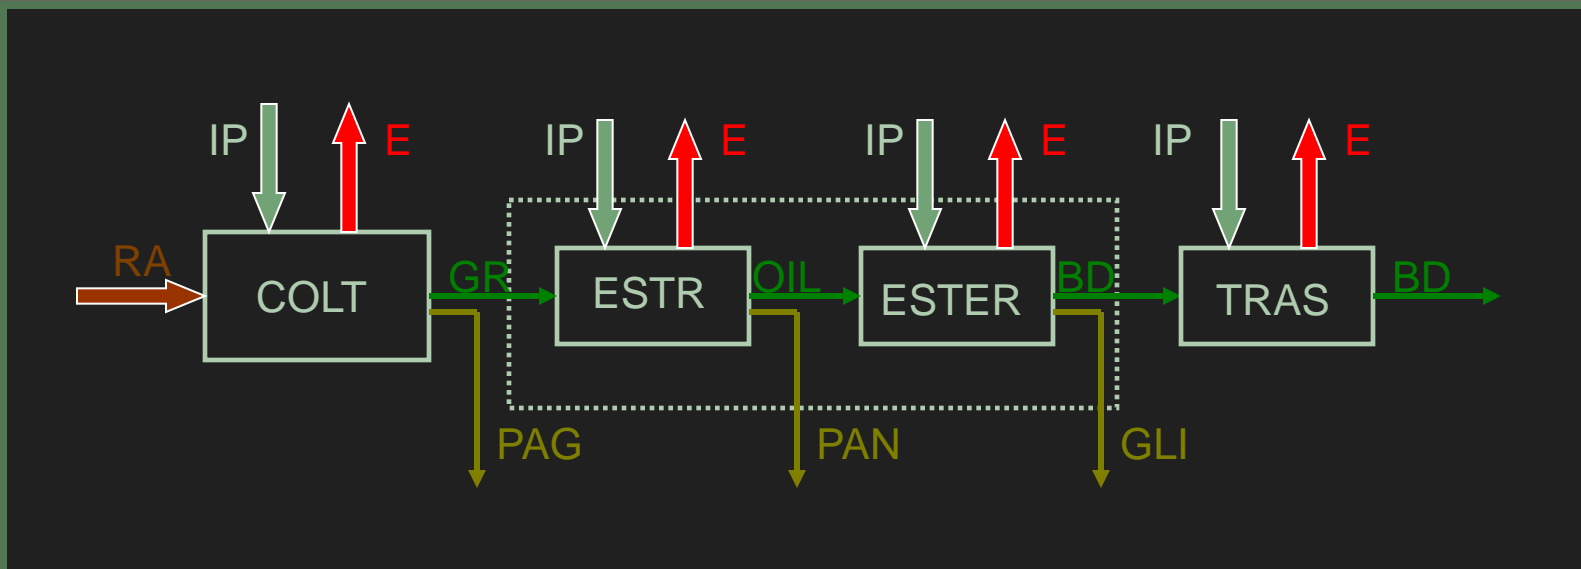 IP
E
IP
E
IP
E
IP
E
RA
COLT
GR
ESTR
OIL
ESTER
BD
TRAS
BD
PAG
PAN
GLI